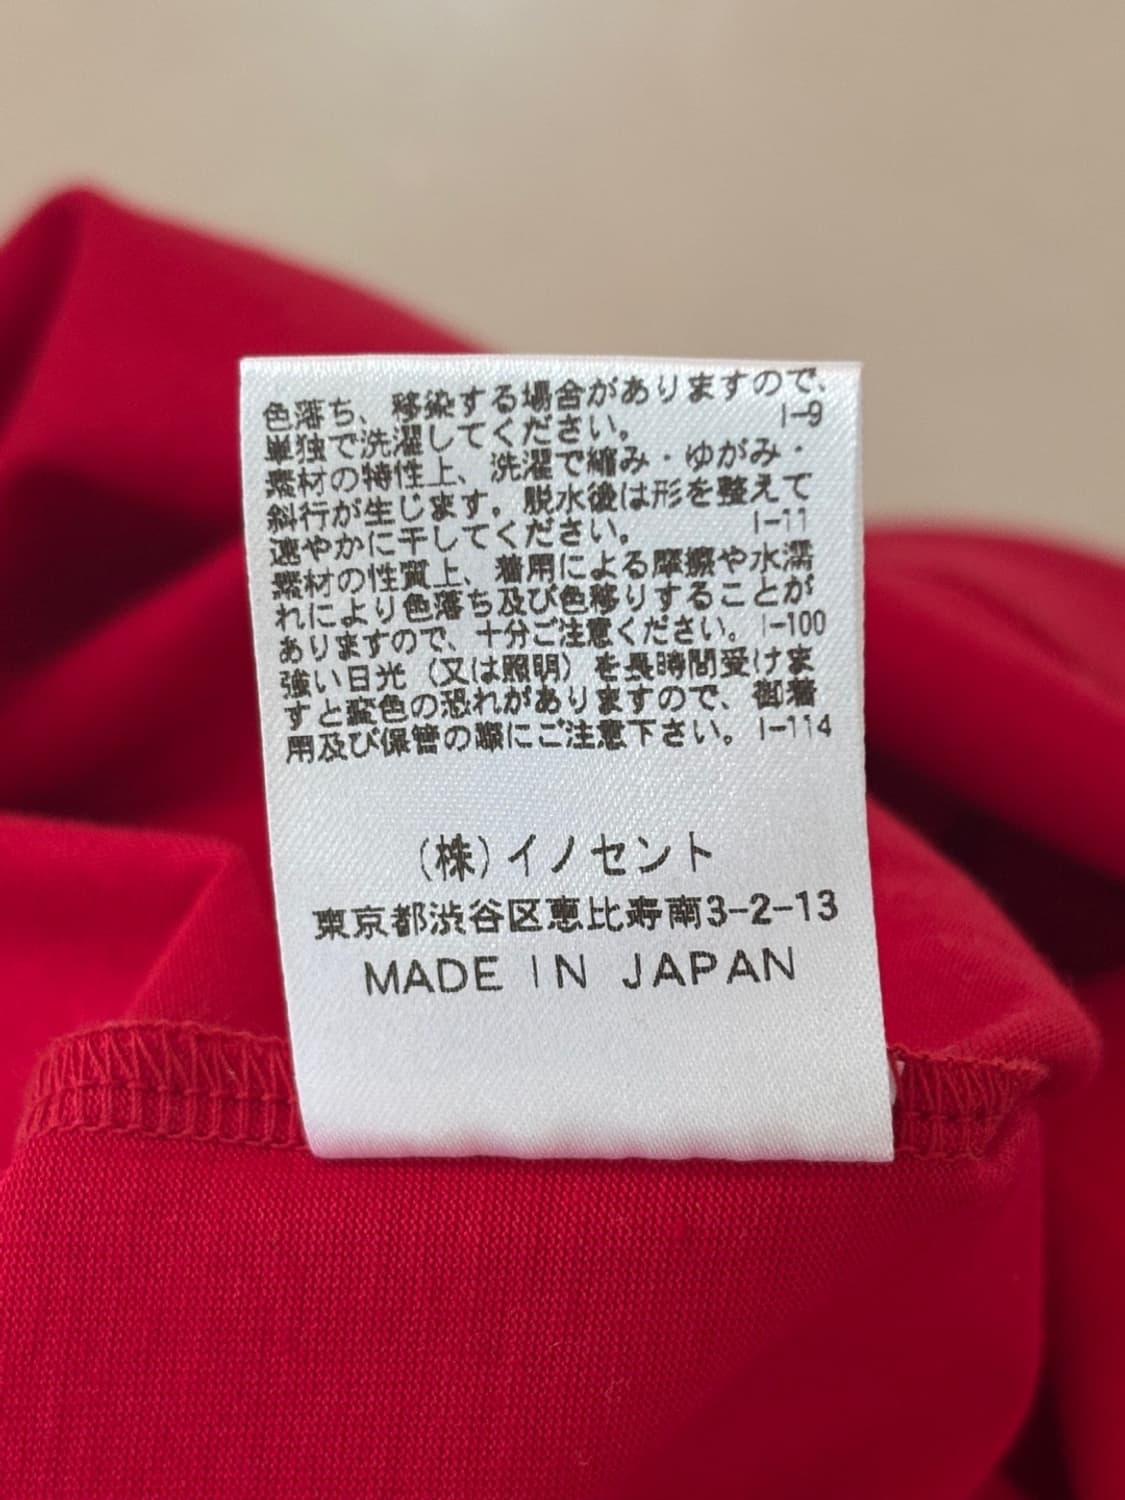 色落ち、移染する場合がありますので、
単独で洗濯してください。 I-9
素材の特性上、洗濯で縮み・ゆがみ・
斜行が生じます。脱水後は形を整えて
速やかに干してください。 I-11
素材の性質上、着用による摩擦や水濡
れにより色落ち及び色移りすることが
ありますので、十分ご注意ください。 I-100
強い日光（又は照明）を長時間受けま
すと変色の恐れがありますので、御着
用及び保管の際にご注意下さい。 I-114
(株)イノセント
東京都渋谷区恵比寿南3-2-13
MADE IN JAPAN